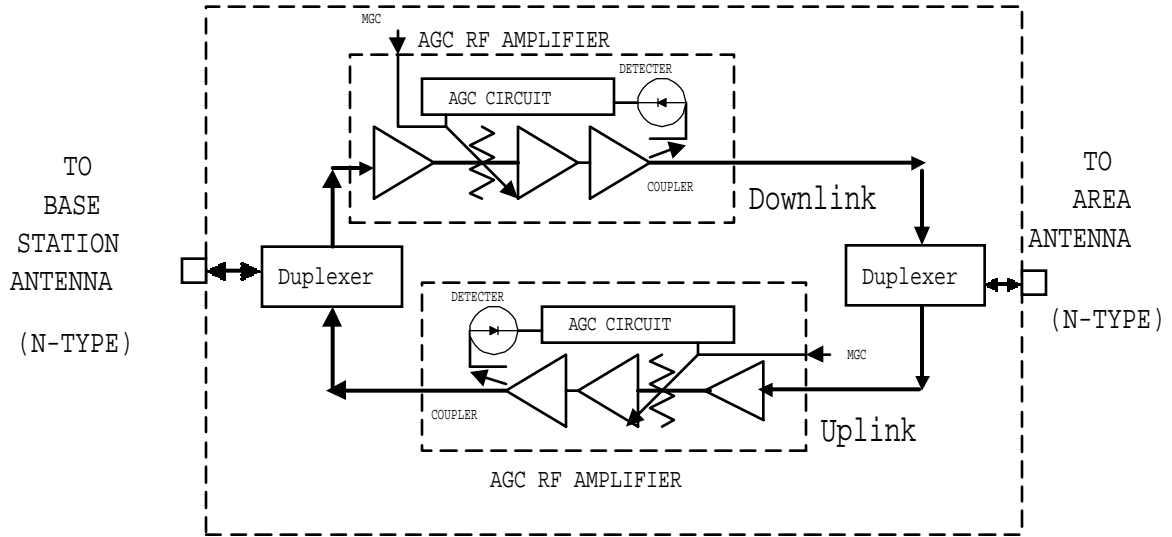 MGC
AGC RF AMPLIFIER
DETECTER
AGC CIRCUIT
COUPLER
Downlink
TO
BASE
STATION
ANTENNA
(N-TYPE)
Duplexer
Duplexer
TO
AREA
ANTENNA
(N-TYPE)
DETECTER
AGC CIRCUIT
MGC
COUPLER
Uplink
AGC RF AMPLIFIER